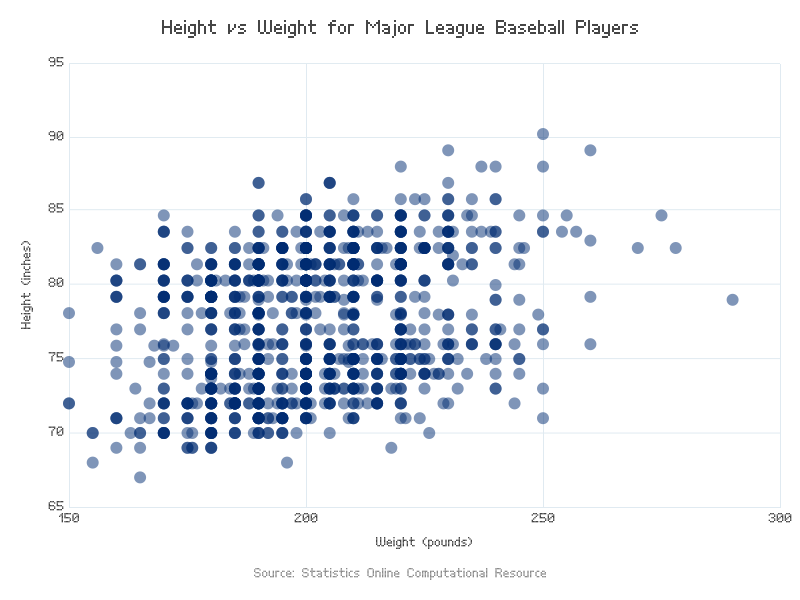 Height vs Weight for Major League Baseball Players
95
90
85
80
75
70
65
Height (inches)
150
200
250
300
Weight (pounds)
Source: Statistics Online Computational Resource